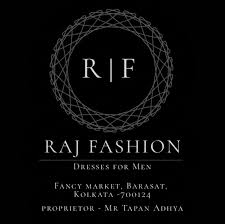 R|F
RAJ FASHION
DRESSES FOR MEN
FANCY MARKET, BARASAT,
KOLKATA -700124
PROPRIETOR - MR TAPAN ADHYA